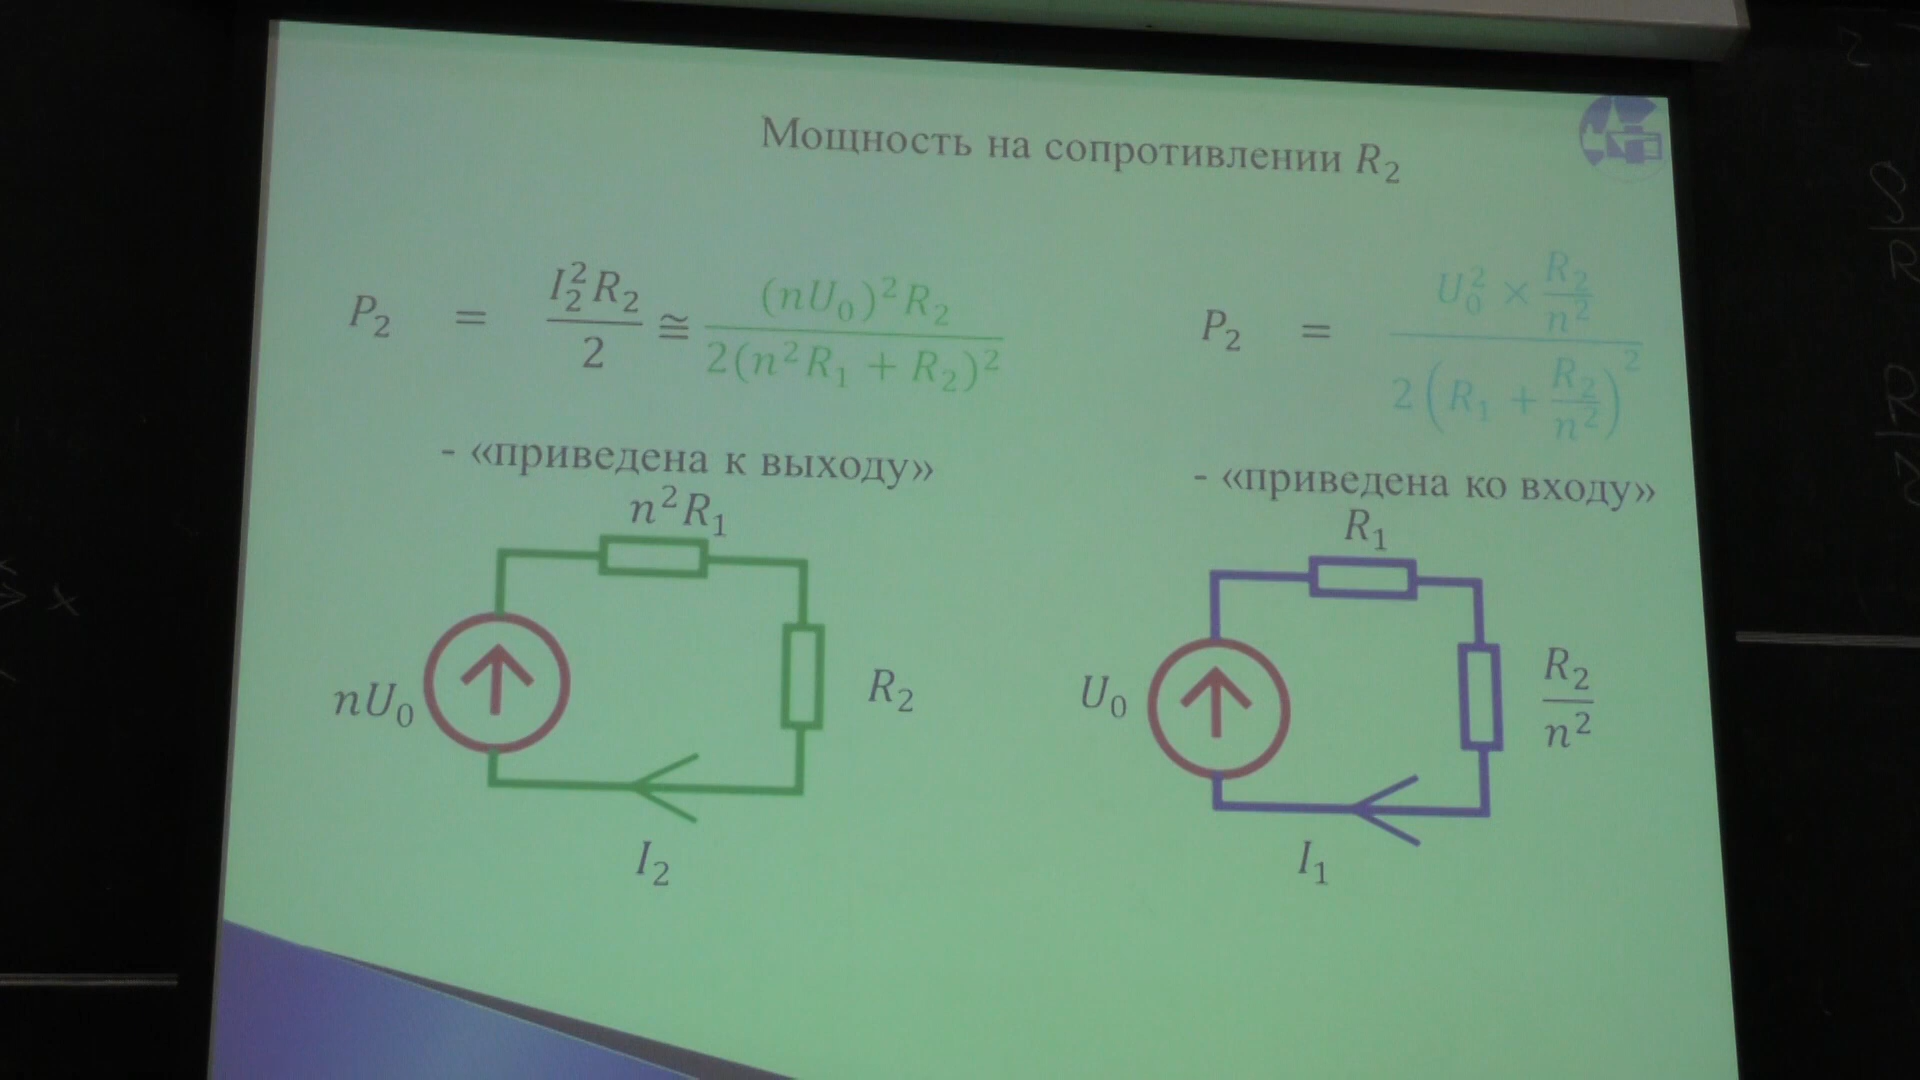 Мощность на сопротивлении R₂
P₂ = I₂²R₂/2 ≅ (nU₀)²R₂/2(n²R₁ + R₂)²
P₂ = U₀² × R₂/n² / 2(R₁ + R₂/n²)²
- «приведена к выходу»
- «приведена ко входу»
n²R₁
R₁
nU₀
R₂
U₀
R₂/n²
I₂
I₁